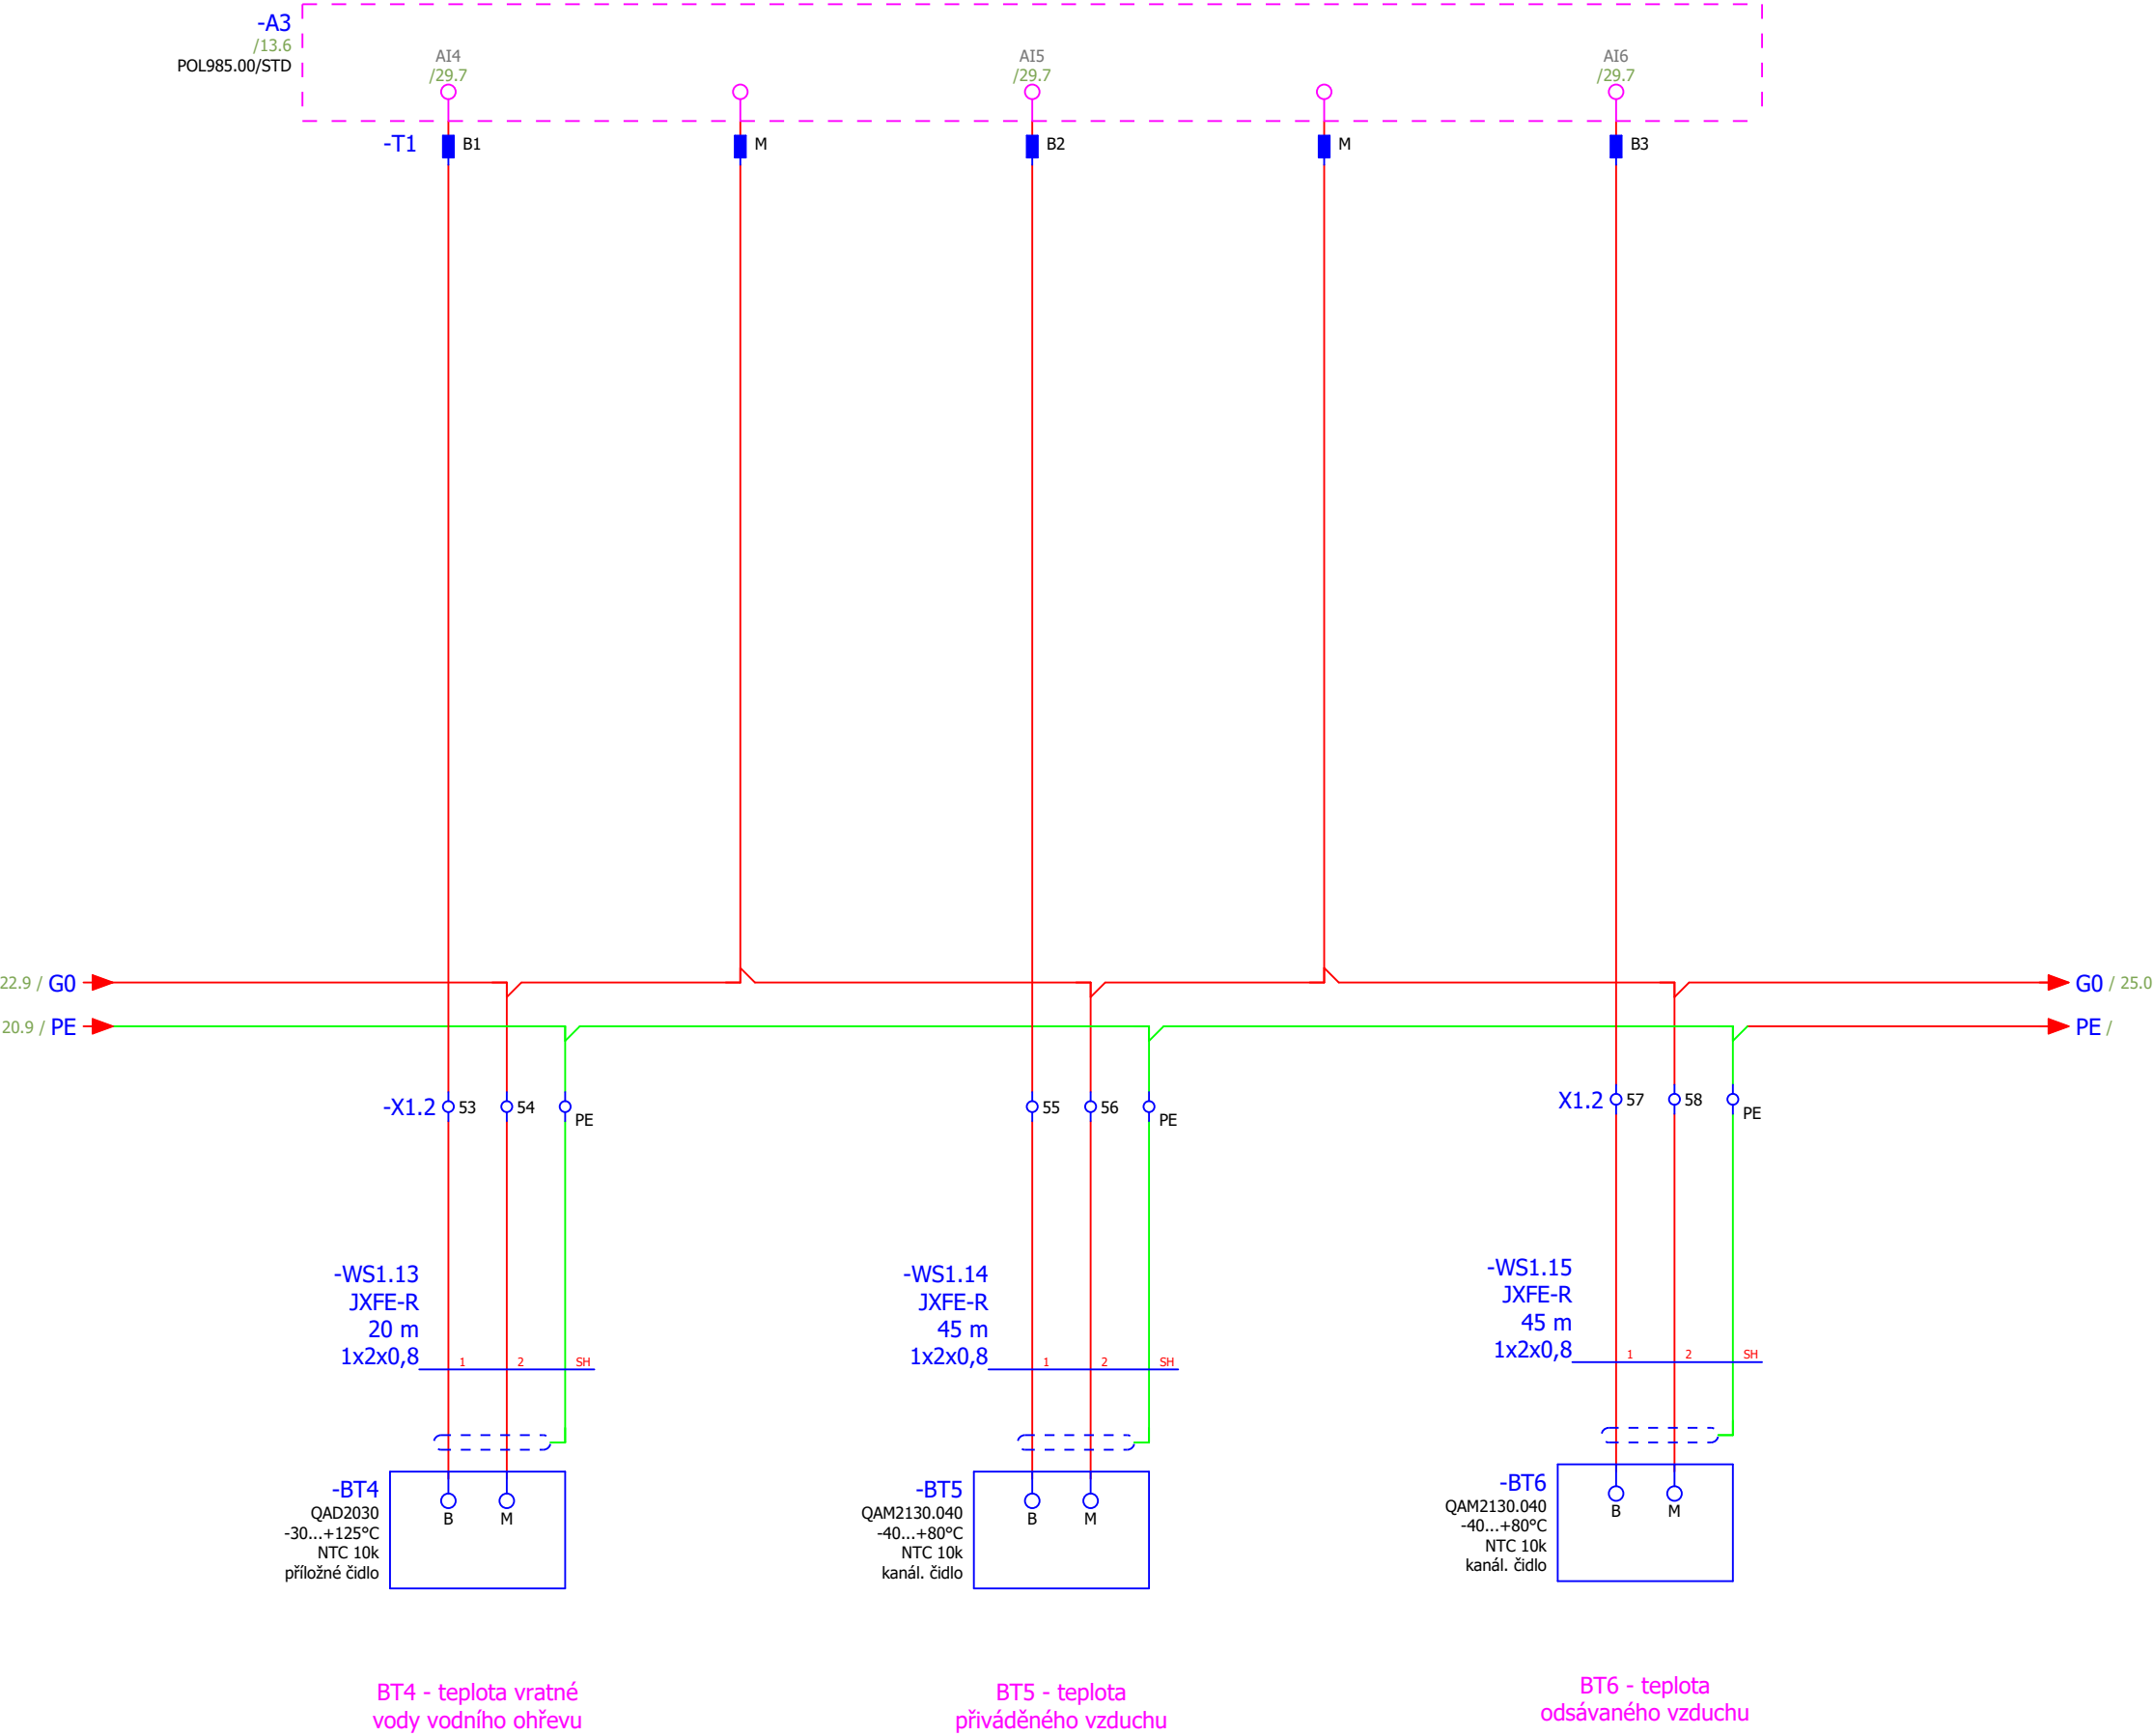 -A3
/13.6
POL985.00/STD
AI4
/29.7
AI5
/29.7
AI6
/29.7
-T1
B1
M
B2
M
B3
22.9 / G0
G0 / 25.0
20.9 / PE
PE /
-X1.2
53
54
PE
55
56
PE
X1.2
57
58
PE
-WS1.13
JXFE-R
20 m
1x2x0,8
1
2
SH
-WS1.14
JXFE-R
45 m
1x2x0,8
1
2
SH
-WS1.15
JXFE-R
45 m
1x2x0,8
1
2
SH
-BT4
QAD2030
-30...+125°C
NTC 10k
příložné čidlo
B
M
-BT5
QAM2130.040
-40...+80°C
NTC 10k
kanál. čidlo
B
M
-BT6
QAM2130.040
-40...+80°C
NTC 10k
kanál. čidlo
B
M
BT4 - teplota vratné
vody vodního ohřevu
BT5 - teplota
přiváděného vzduchu
BT6 - teplota
odsávaného vzduchu